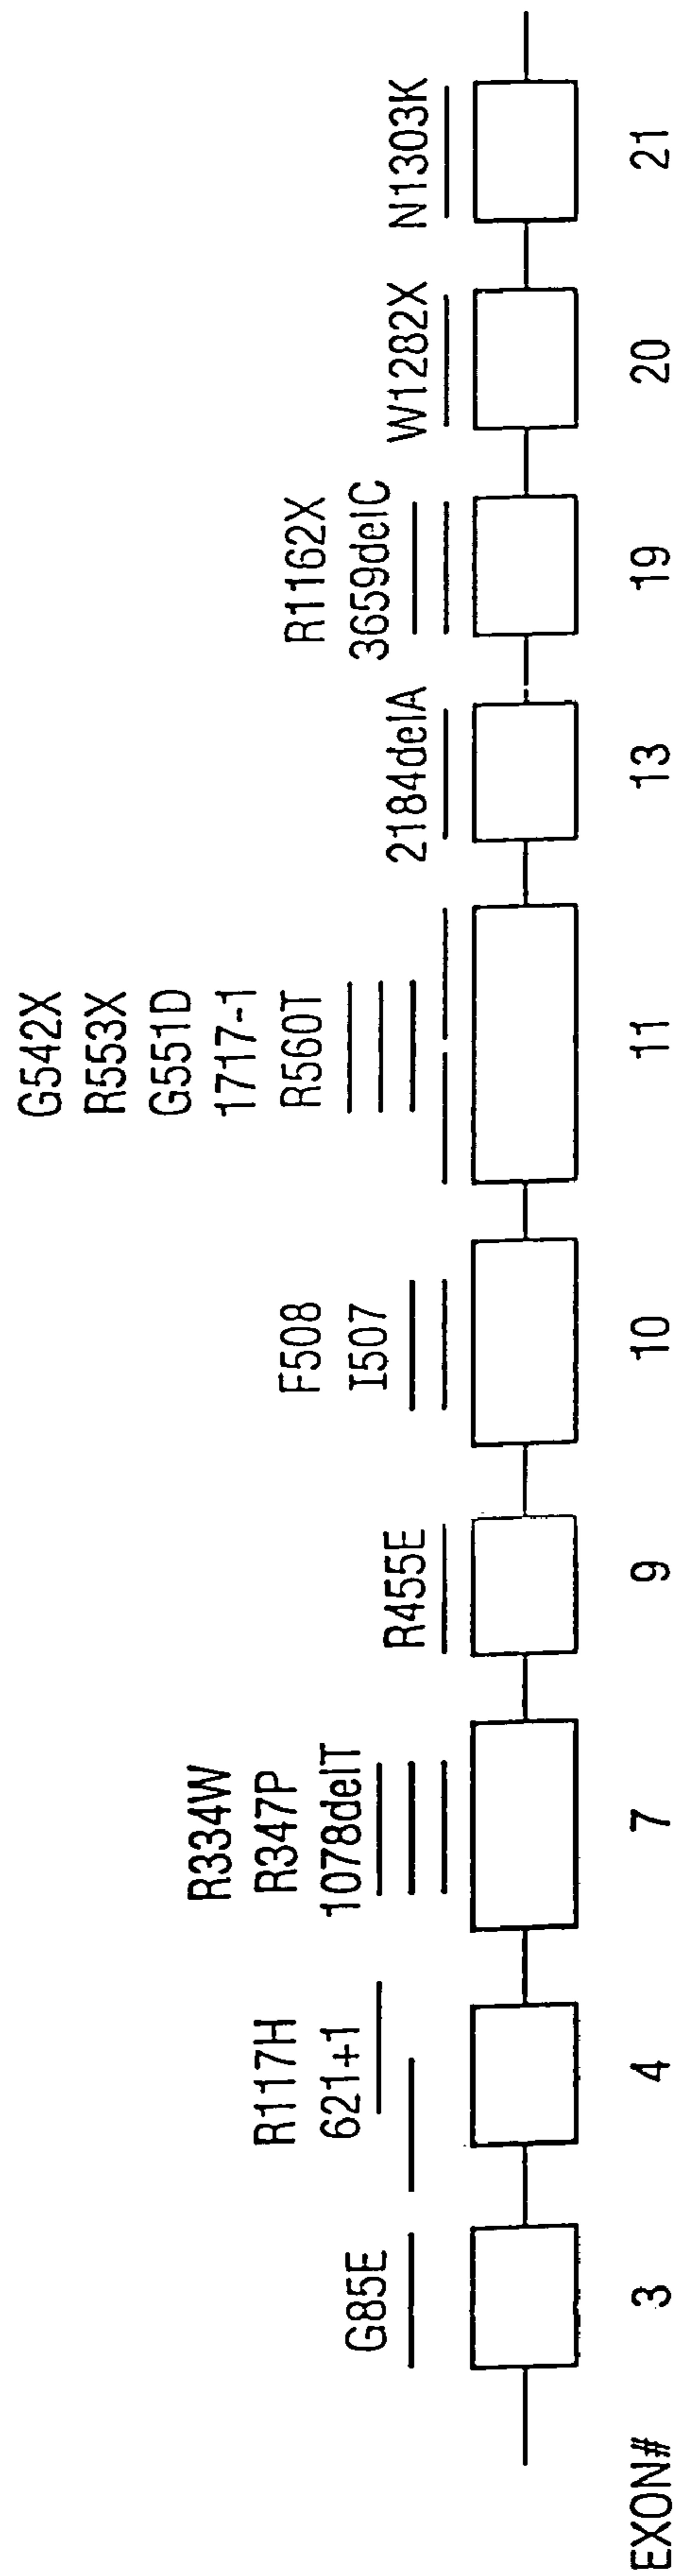 G85E
R117H
621+1
R334W
R347P
1078delT
R455E
F508
I507
G542X
R553X
G551D
1717-1
R560T
2184delA
R1162X
3659delC
W1282X
N1303K
EXON# 3 4 7 9 10 11 13 19 20 21